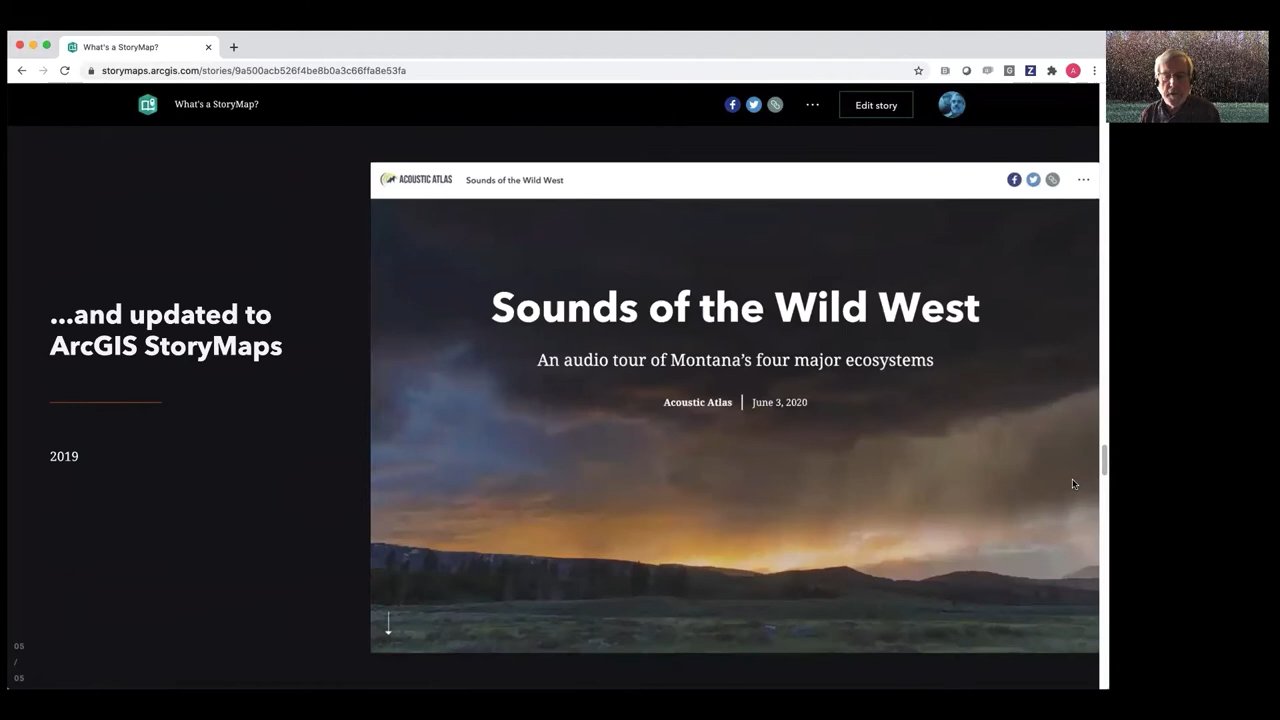 What's a StoryMap?
storymaps.arcgis.com/stories/9a500acb526f4be8b0a3c66ffa8e53fa
A
What's a StoryMap?
Edit story
ACOUSTIC ATLAS
Sounds of the Wild West
...and updated to
ArcGIS StoryMaps
2019
Sounds of the Wild West
An audio tour of Montana’s four major ecosystems
Acoustic Atlas | June 3, 2020
05
/
05